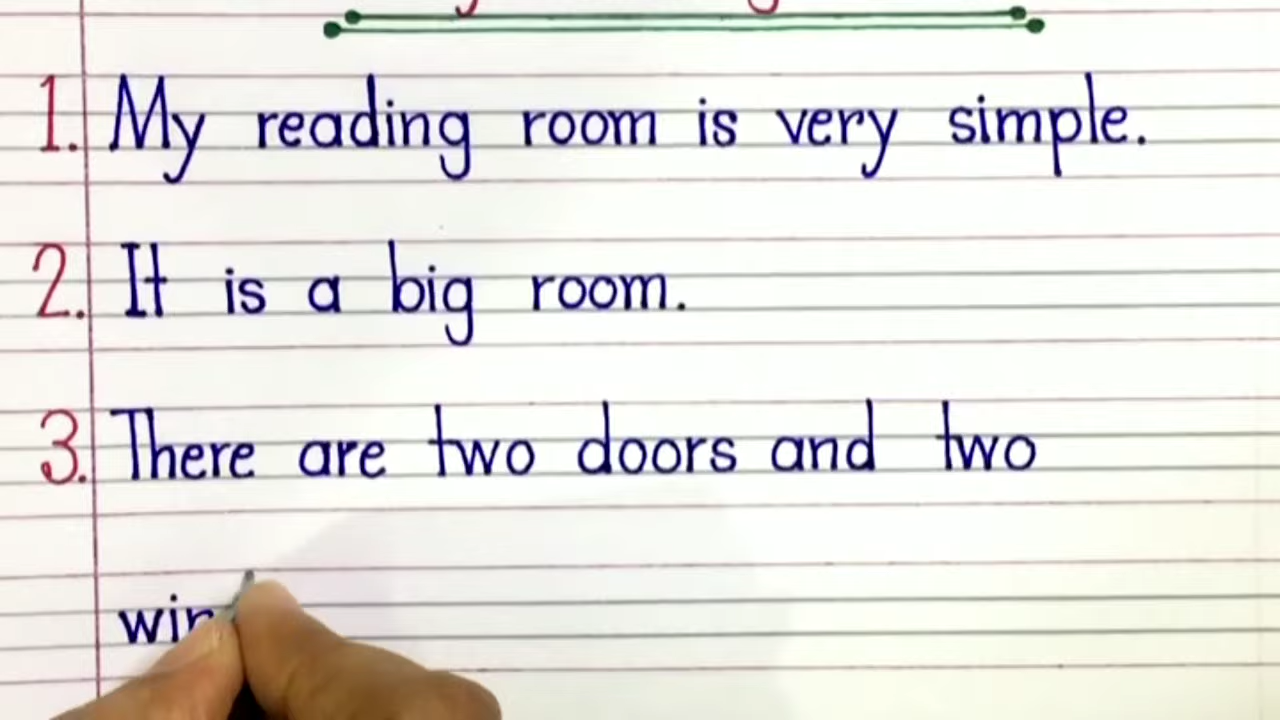 1. My reading room is very simple.
2. It is a big room.
3. There are two doors and two